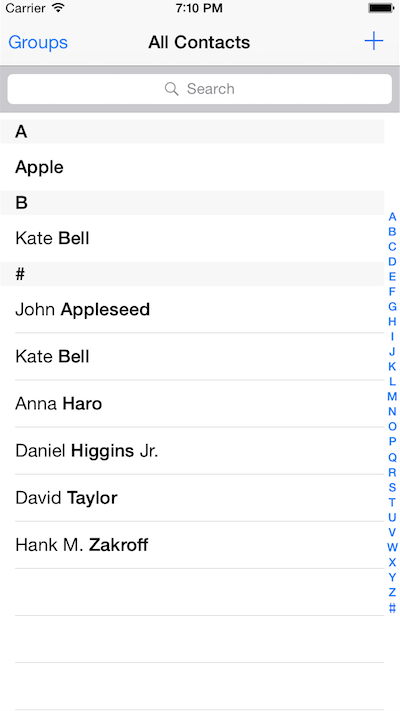 Carrier 7:10 PM
Groups All Contacts +
Search
A
Apple
B
Kate Bell
#
John Appleseed
Kate Bell
Anna Haro
Daniel Higgins Jr.
David Taylor
Hank M. Zakroff
A
B
C
D
E
F
G
H
I
J
K
L
M
N
O
P
Q
R
S
T
U
V
W
X
Y
Z
#